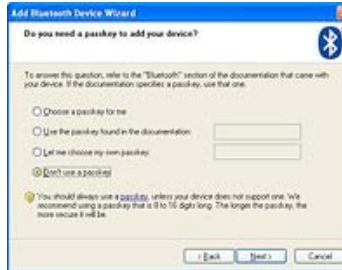 Add Bluetooth Device Wizard
Do you need a passkey to add your device?
To answer this question, refer to the "Bluetooth" section of the documentation that came with
your device. If the documentation specifies a passkey, use that one.
Choose a passkey for me
Use the passkey found in the documentation:
Let me choose my own passkey:
Don't use a passkey
You should always use a passkey, unless your device does not support one. We
recommend using a passkey that is 8 to 16 digits long. The longer the passkey, the
more secure it will be.
< Back Next > Cancel